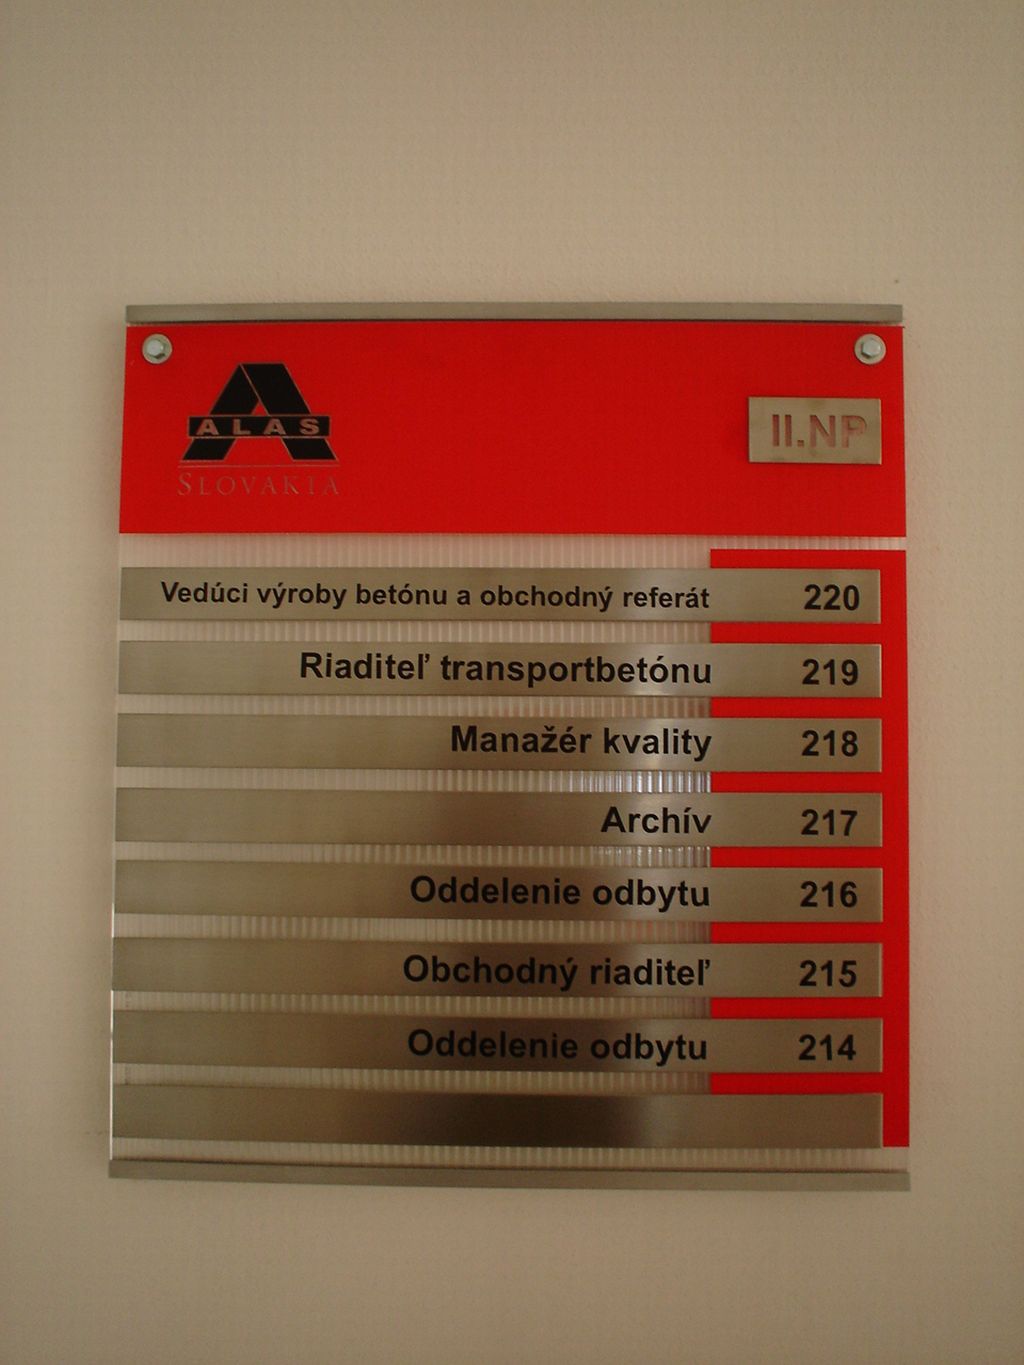 ALAS
SLOVAKIA
II.NP
Vedúci výroby betónu a obchodný referát 220
Riaditeľ transportbetónu 219
Manažér kvality 218
Archív 217
Oddelenie odbytu 216
Obchodný riaditeľ 215
Oddelenie odbytu 214